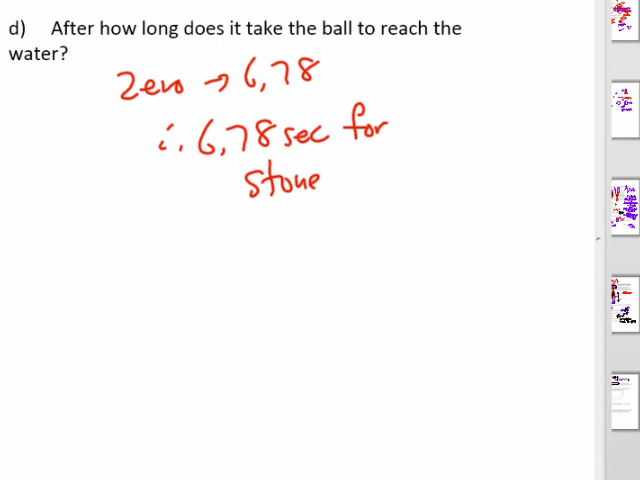 d) After how long does it take the ball to reach the
water?
Zero → 6,78
∴ 6,78 sec for
stone